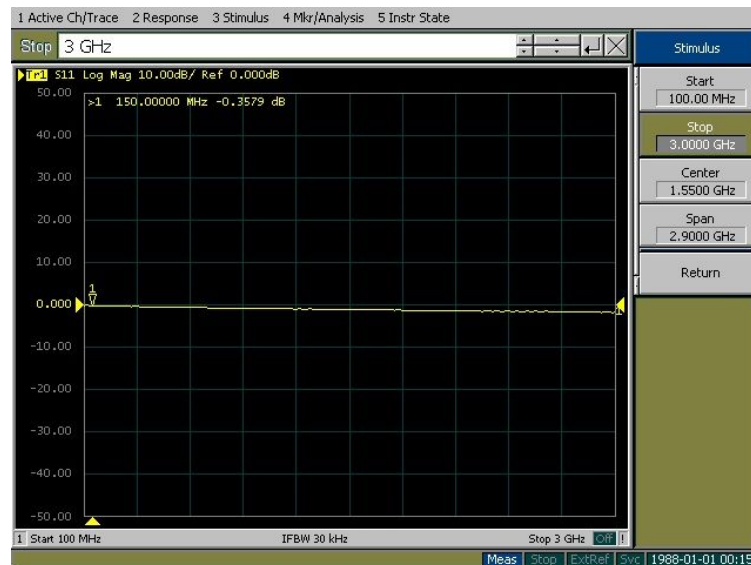 1 Active Ch/Trace 2 Response 3 Stimulus 4 Mkr/Analysis 5 Instr State
Stop 3 GHz
Stimulus
Tr1 S11 Log Mag 10.00dB/ Ref 0.000dB
Start
100.00 MHz
50.00
>1 150.00000 MHz -0.3579 dB
Stop
3.0000 GHz
40.00
Center
1.5500 GHz
30.00
Span
2.9000 GHz
20.00
10.00
Return
1
0.000
1
-10.00
-20.00
-30.00
-40.00
-50.00
1 Start 100 MHz IFBW 30 kHz Stop 3 GHz Off !
Meas Stop ExtRef Svc 1988-01-01 00:15